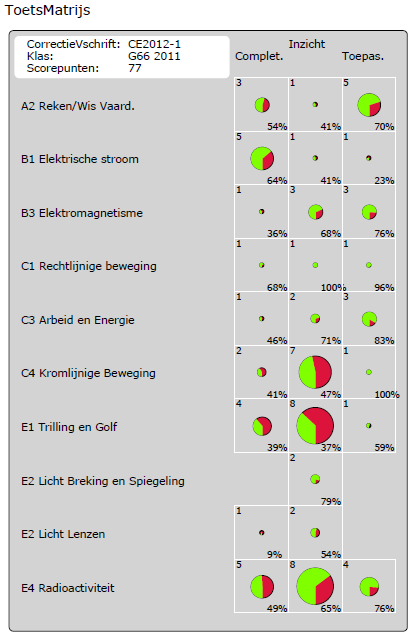 ToetsMatrijs
CorrectieVschrift: CE2012-1
Klas: G66 2011
Scorepunten: 77
Inzicht
Complet. Toepas.
3 1 5
A2 Reken/Wis Vaard.
54% 41% 70%
5 1 1
B1 Elektrische stroom
64% 41% 23%
1 3 3
B3 Elektromagnetisme
36% 68% 76%
1 1 1
C1 Rechtlijnige beweging
68% 100% 96%
1 2 3
C3 Arbeid en Energie
46% 71% 83%
2 7 1
C4 Kromlijnige Beweging
41% 47% 100%
4 8 1
E1 Trilling en Golf
39% 37% 59%
2
E2 Licht Breking en Spiegeling
79%
1 2
E2 Licht Lenzen
9% 54%
5 8 4
E4 Radioactiviteit
49% 65% 76%